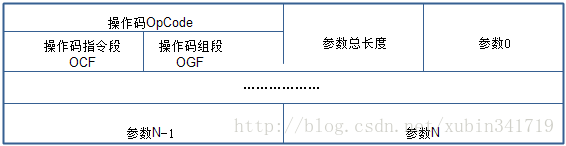 操作码OpCode
操作码指令段 操作码组段 参数总长度 参数0
OCF OGF
………………
http://blog.csdn.net/xubin341719
参数N-1 参数N